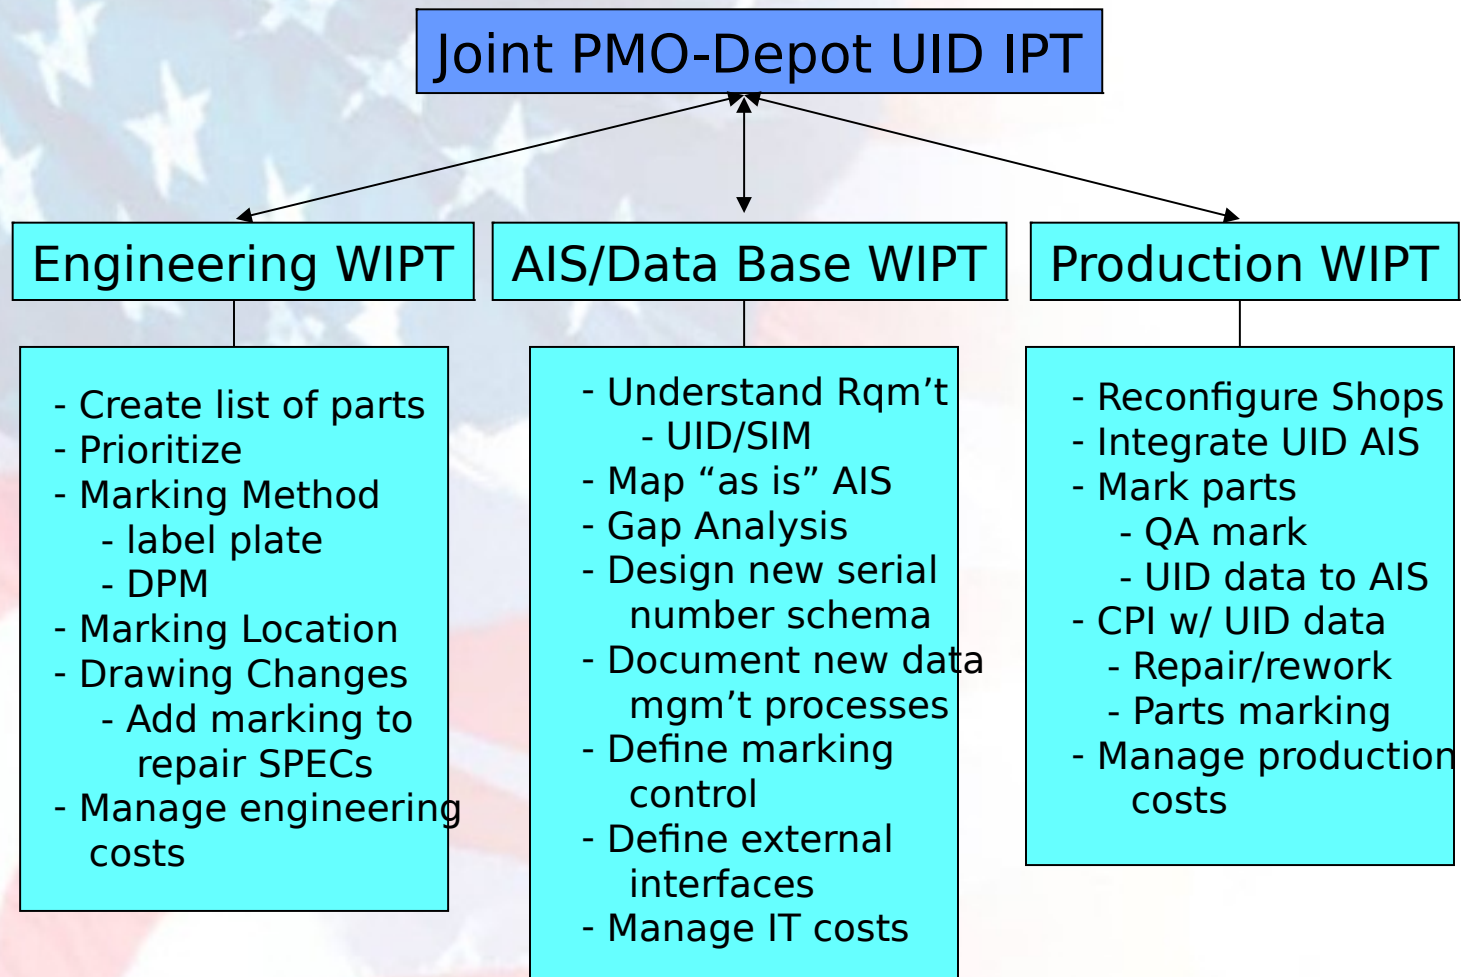 Joint PMO-Depot UID IPT
Engineering WIPT
- Create list of parts
- Prioritize
- Marking Method
- label plate
- DPM
- Marking Location
- Drawing Changes
- Add marking to
repair SPECs
- Manage engineering
costs
AIS/Data Base WIPT
- Understand Rqm’t
- UID/SIM
- Map “as is” AIS
- Gap Analysis
- Design new serial
number schema
- Document new data
mgm’t processes
- Define marking
control
- Define external
interfaces
- Manage IT costs
Production WIPT
- Reconfigure Shops
- Integrate UID AIS
- Mark parts
- QA mark
- UID data to AIS
- CPI w/ UID data
- Repair/rework
- Parts marking
- Manage production
costs